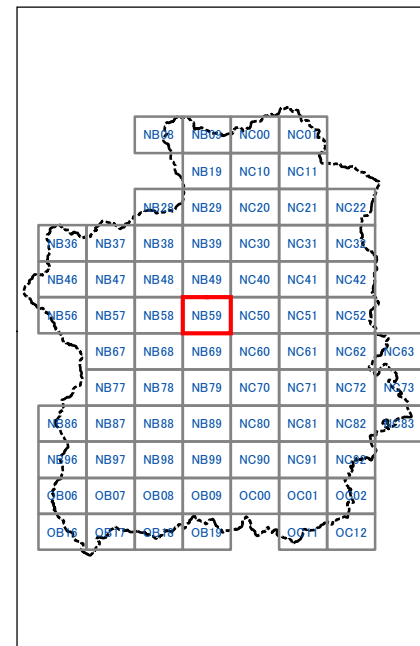 NB08 NB09 NC00 NC01
NB19 NC10 NC11
NB28 NB29 NC20 NC21 NC22
NB36 NB37 NB38 NB39 NC30 NC31 NC32
NB46 NB47 NB48 NB49 NC40 NC41 NC42
NB56 NB57 NB58 NB59 NC50 NC51 NC52
NB67 NB68 NB69 NC60 NC61 NC62 NC63
NB77 NB78 NB79 NC70 NC71 NC72 NC73
NB86 NB87 NB88 NB89 NC80 NC81 NC82 NC83
NB96 NB97 NB98 NB99 NC90 NC91 NC92
OB06 OB07 OB08 OB09 OC00 OC01 OC02
OB16 OB17 OB18 OB19 OC11 OC12